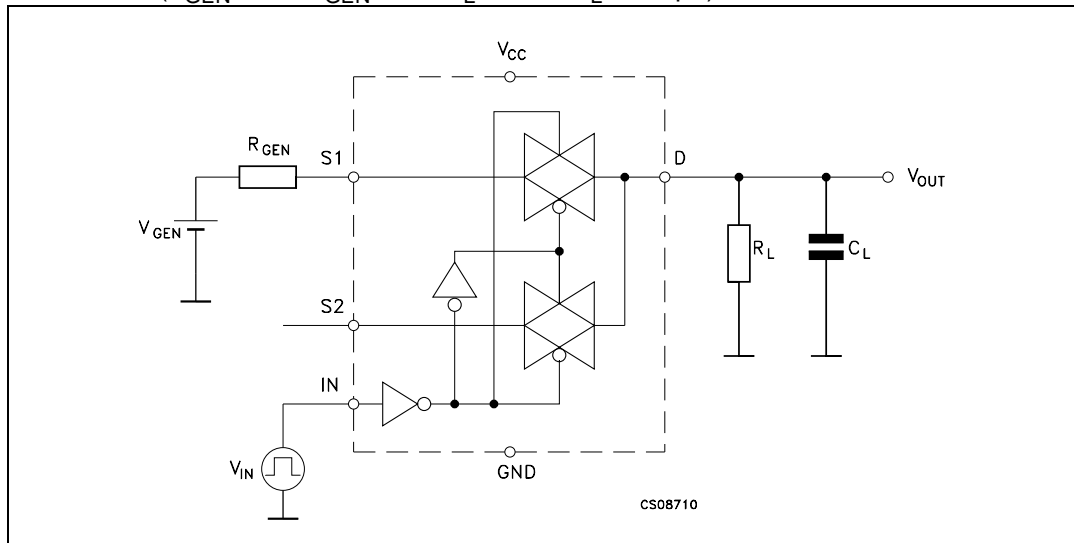 V_CC
R_GEN
S1
D
V_OUT
V_GEN
R_L
C_L
S2
IN
V_IN
GND
CS08710